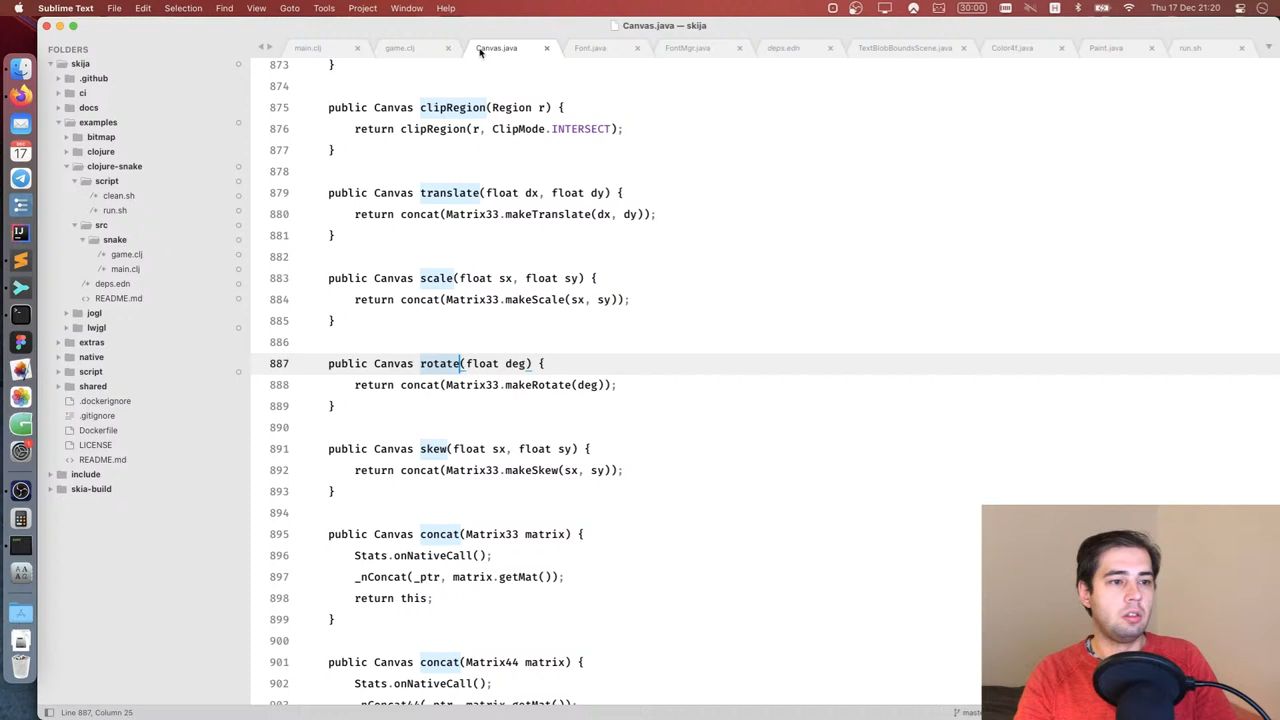 Sublime Text File Edit Selection Find View Goto Tools Project Window Help
Thu 17 Dec 21:20
Canvas.java — skija
FOLDERS
skija
.github
ci
docs
examples
bitmap
clojure
clojure-snake
script
/* clean.sh
/* run.sh
src
snake
/* game.clj
/* main.clj
/* deps.edn
<> README.md
jogl
lwjgl
extras
native
script
shared
.dockerignore
.gitignore
Dockerfile
LICENSE
<> README.md
include
skia-build
main.clj
game.clj
Canvas.java
Font.java
FontMgr.java
deps.edn
TextBlobBoundsScene.java
Color4f.java
Paint.java
run.sh
873 }
874
875 public Canvas clipRegion(Region r) {
876 return clipRegion(r, ClipMode.INTERSECT);
877 }
878
879 public Canvas translate(float dx, float dy) {
880 return concat(Matrix33.makeTranslate(dx, dy));
881 }
882
883 public Canvas scale(float sx, float sy) {
884 return concat(Matrix33.makeScale(sx, sy));
885 }
886
887 public Canvas rotate(float deg) {
888 return concat(Matrix33.makeRotate(deg));
889 }
890
891 public Canvas skew(float sx, float sy) {
892 return concat(Matrix33.makeSkew(sx, sy));
893 }
894
895 public Canvas concat(Matrix33 matrix) {
896 Stats.onNativeCall();
897 _nConcat(_ptr, matrix.getMat());
898 return this;
899 }
900
901 public Canvas concat(Matrix44 matrix) {
902 Stats.onNativeCall();
903 _nConcat44(_ptr, matrix.getMat());
Line 887, Column 25